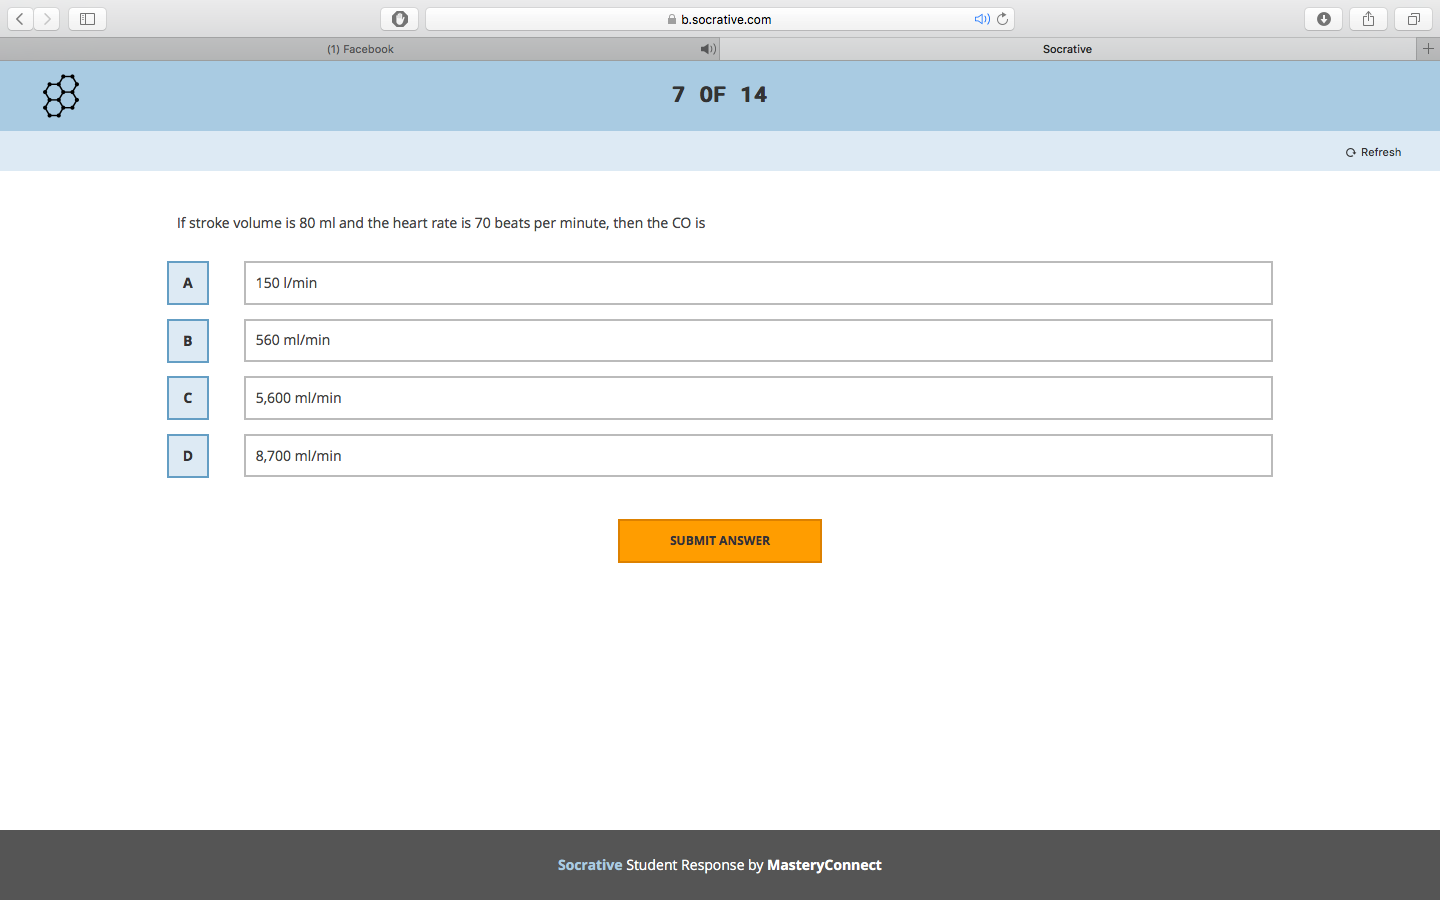 b.socrative.com
(1) Facebook
Socrative
7 OF 14
Refresh
If stroke volume is 80 ml and the heart rate is 70 beats per minute, then the CO is
A
150 l/min
B
560 ml/min
C
5,600 ml/min
D
8,700 ml/min
SUBMIT ANSWER
Socrative Student Response by MasteryConnect